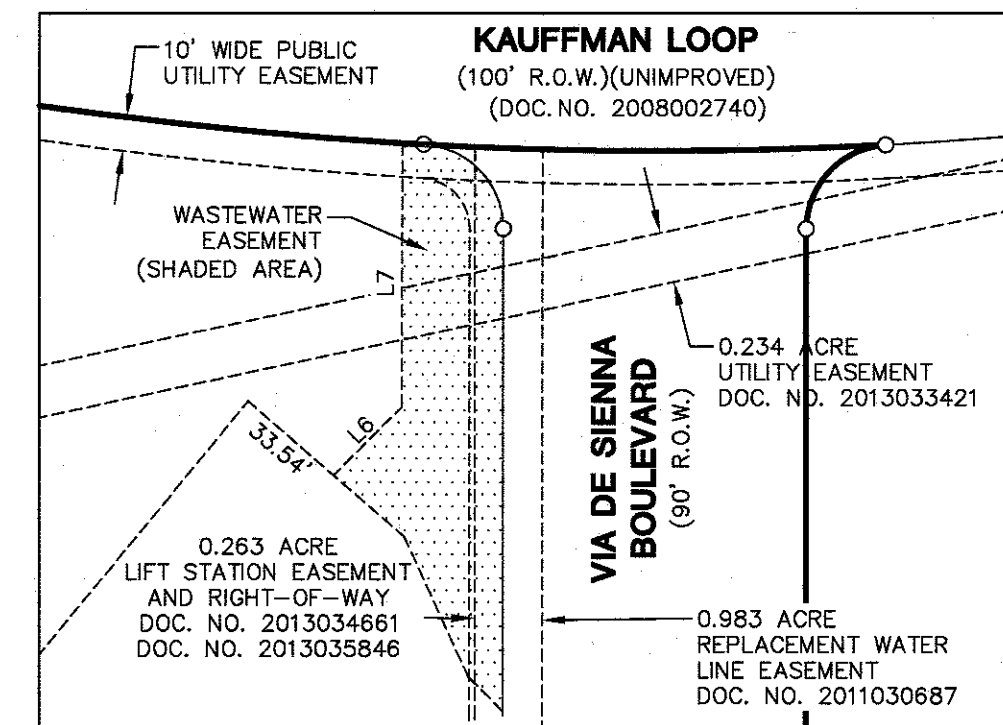 KAUFFMAN LOOP
(100' R.O.W.)(UNIMPROVED)
(DOC. NO. 2008002740)
10' WIDE PUBLIC
UTILITY EASEMENT
WASTEWATER
EASEMENT
(SHADED AREA)
L7
L6
33.54'
0.234 ACRE
UTILITY EASEMENT
DOC. NO. 2013033421
VIA DE SIENNA
BOULEVARD
(90' R.O.W.)
0.263 ACRE
LIFT STATION EASEMENT
AND RIGHT-OF-WAY
DOC. NO. 2013034661
DOC. NO. 2013035846
0.983 ACRE
REPLACEMENT WATER
LINE EASEMENT
DOC. NO. 2011030687